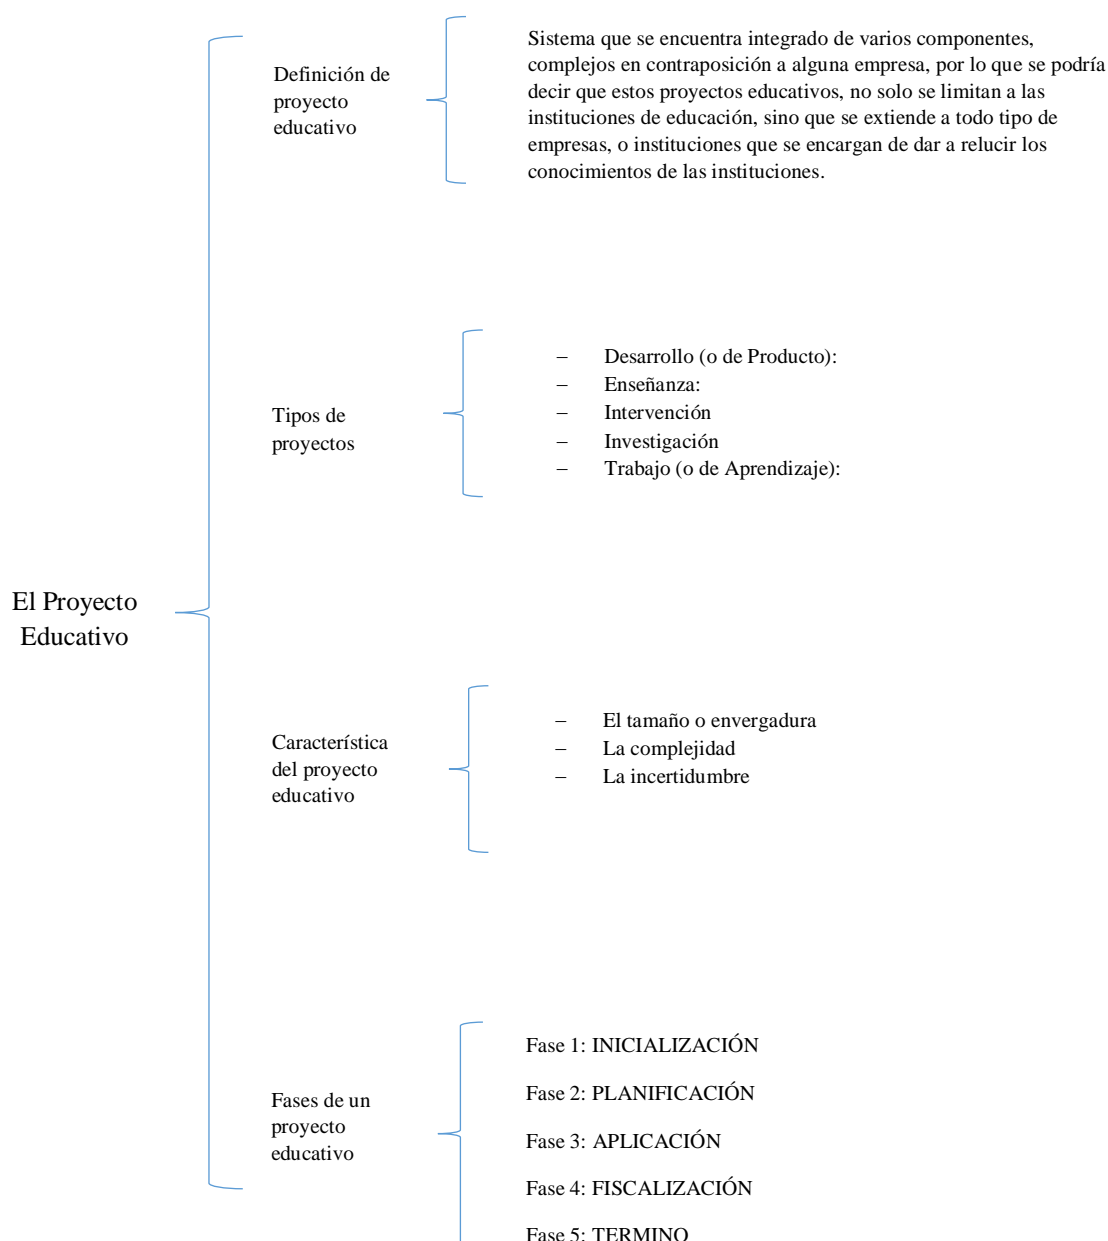 Definición de
proyecto
educativo
Sistema que se encuentra integrado de varios componentes,
complejos en contraposición a alguna empresa, por lo que se podría
decir que estos proyectos educativos, no solo se limitan a las
instituciones de educación, sino que se extiende a todo tipo de
empresas, o instituciones que se encargan de dar a relucir los
conocimientos de las instituciones.
Tipos de
proyectos
– Desarrollo (o de Producto):
– Enseñanza:
– Intervención
– Investigación
– Trabajo (o de Aprendizaje):
El Proyecto
Educativo
Característica
del proyecto
educativo
– El tamaño o envergadura
– La complejidad
– La incertidumbre
Fases de un
proyecto
educativo
Fase 1: INICIALIZACIÓN
Fase 2: PLANIFICACIÓN
Fase 3: APLICACIÓN
Fase 4: FISCALIZACIÓN
Fase 5: TERMINO